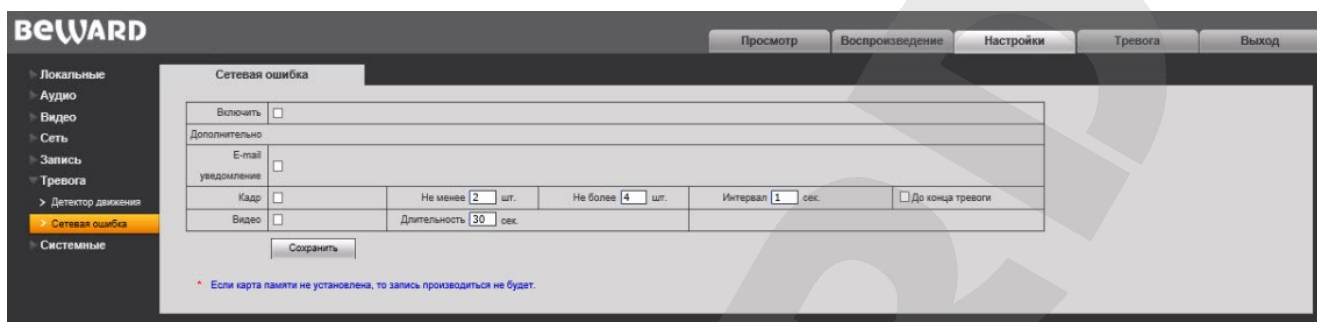 BEWARD
Просмотр Воспроизведение Настройки Тревога Выход
Локальные
Аудио
Видео
Сеть
Запись
Тревога
> Детектор движения
> Сетевая ошибка
Системные
Сетевая ошибка
Включить
Дополнительно
E-mail
уведомление
Кадр Не менее 2 шт. Не более 4 шт. Интервал 1 сек. До конца тревоги
Видео Длительность 30 сек.
Сохранить
* Если карта памяти не установлена, то запись производиться не будет.